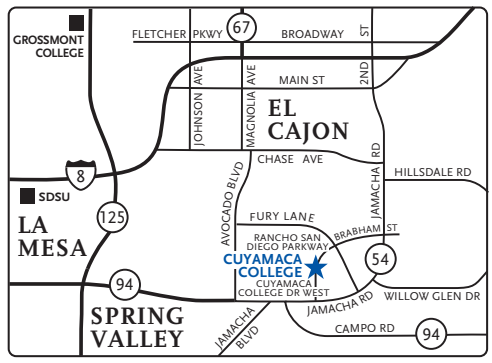 GROSSMONT
COLLEGE
FLETCHER PKWY
67
BROADWAY
2ND ST
JOHNSON AVE
MAGNOLIA AVE
MAIN ST
EL
CAJON
CHASE AVE
JAMACHA RD
HILLSDALE RD
8
SDSU
LA
MESA
125
AVOCADO BLVD
FURY LANE
RANCHO SAN
DIEGO PARKWAY
BRABHAM ST
CUYAMACA
COLLEGE
CUYAMACA
COLLEGE DR WEST
54
94
JAMACHA RD
WILLOW GLEN DR
SPRING
VALLEY
JAMACHA
BLVD
CAMPO RD
94